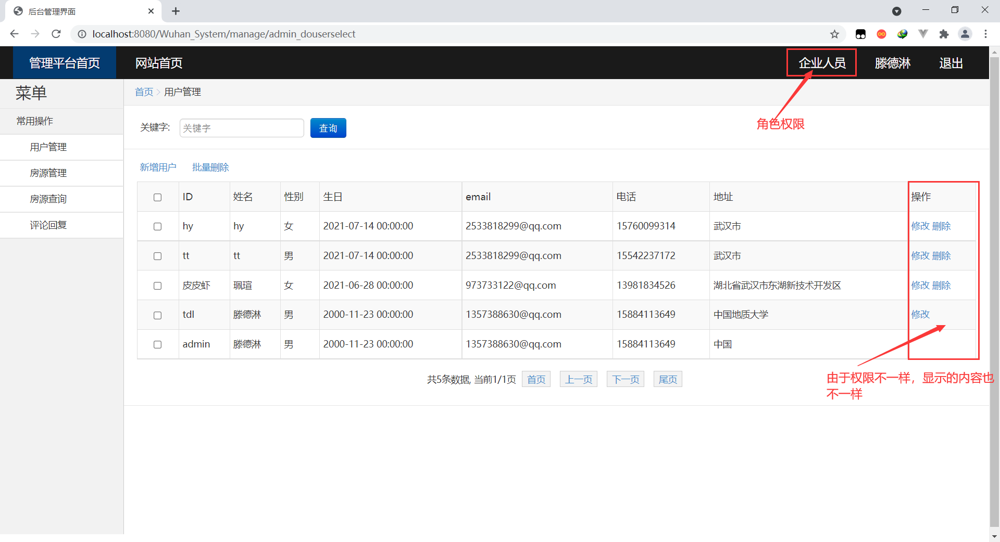 后台管理界面
localhost:8080/Wuhan_System/manage/admin_douserselect
管理平台首页 网站首页 企业人员 滕德淋 退出
菜单
首页 用户管理
角色权限
常用操作
关键字: 关键字 查询
用户管理
房源管理
房源查询
评论回复
新增用户 批量删除
ID 姓名 性别 生日 email 电话 地址 操作
hy hy 女 2021-07-14 00:00:00 2533818299@qq.com 15760099314 武汉市 修改 删除
tt tt 男 2021-07-14 00:00:00 2533818299@qq.com 15542237172 武汉市 修改 删除
皮皮虾 珮瑄 女 2021-06-28 00:00:00 973733122@qq.com 13981834526 湖北省武汉市东湖新技术开发区 修改 删除
tdl 滕德淋 男 2000-11-23 00:00:00 1357388630@qq.com 15884113649 中国地质大学 修改
admin 滕德淋 男 2000-11-23 00:00:00 1357388630@qq.com 15884113649 中国
共5条数据, 当前1/1页 首页 上一页 下一页 尾页
由于权限不一样，显示的内容也
不一样